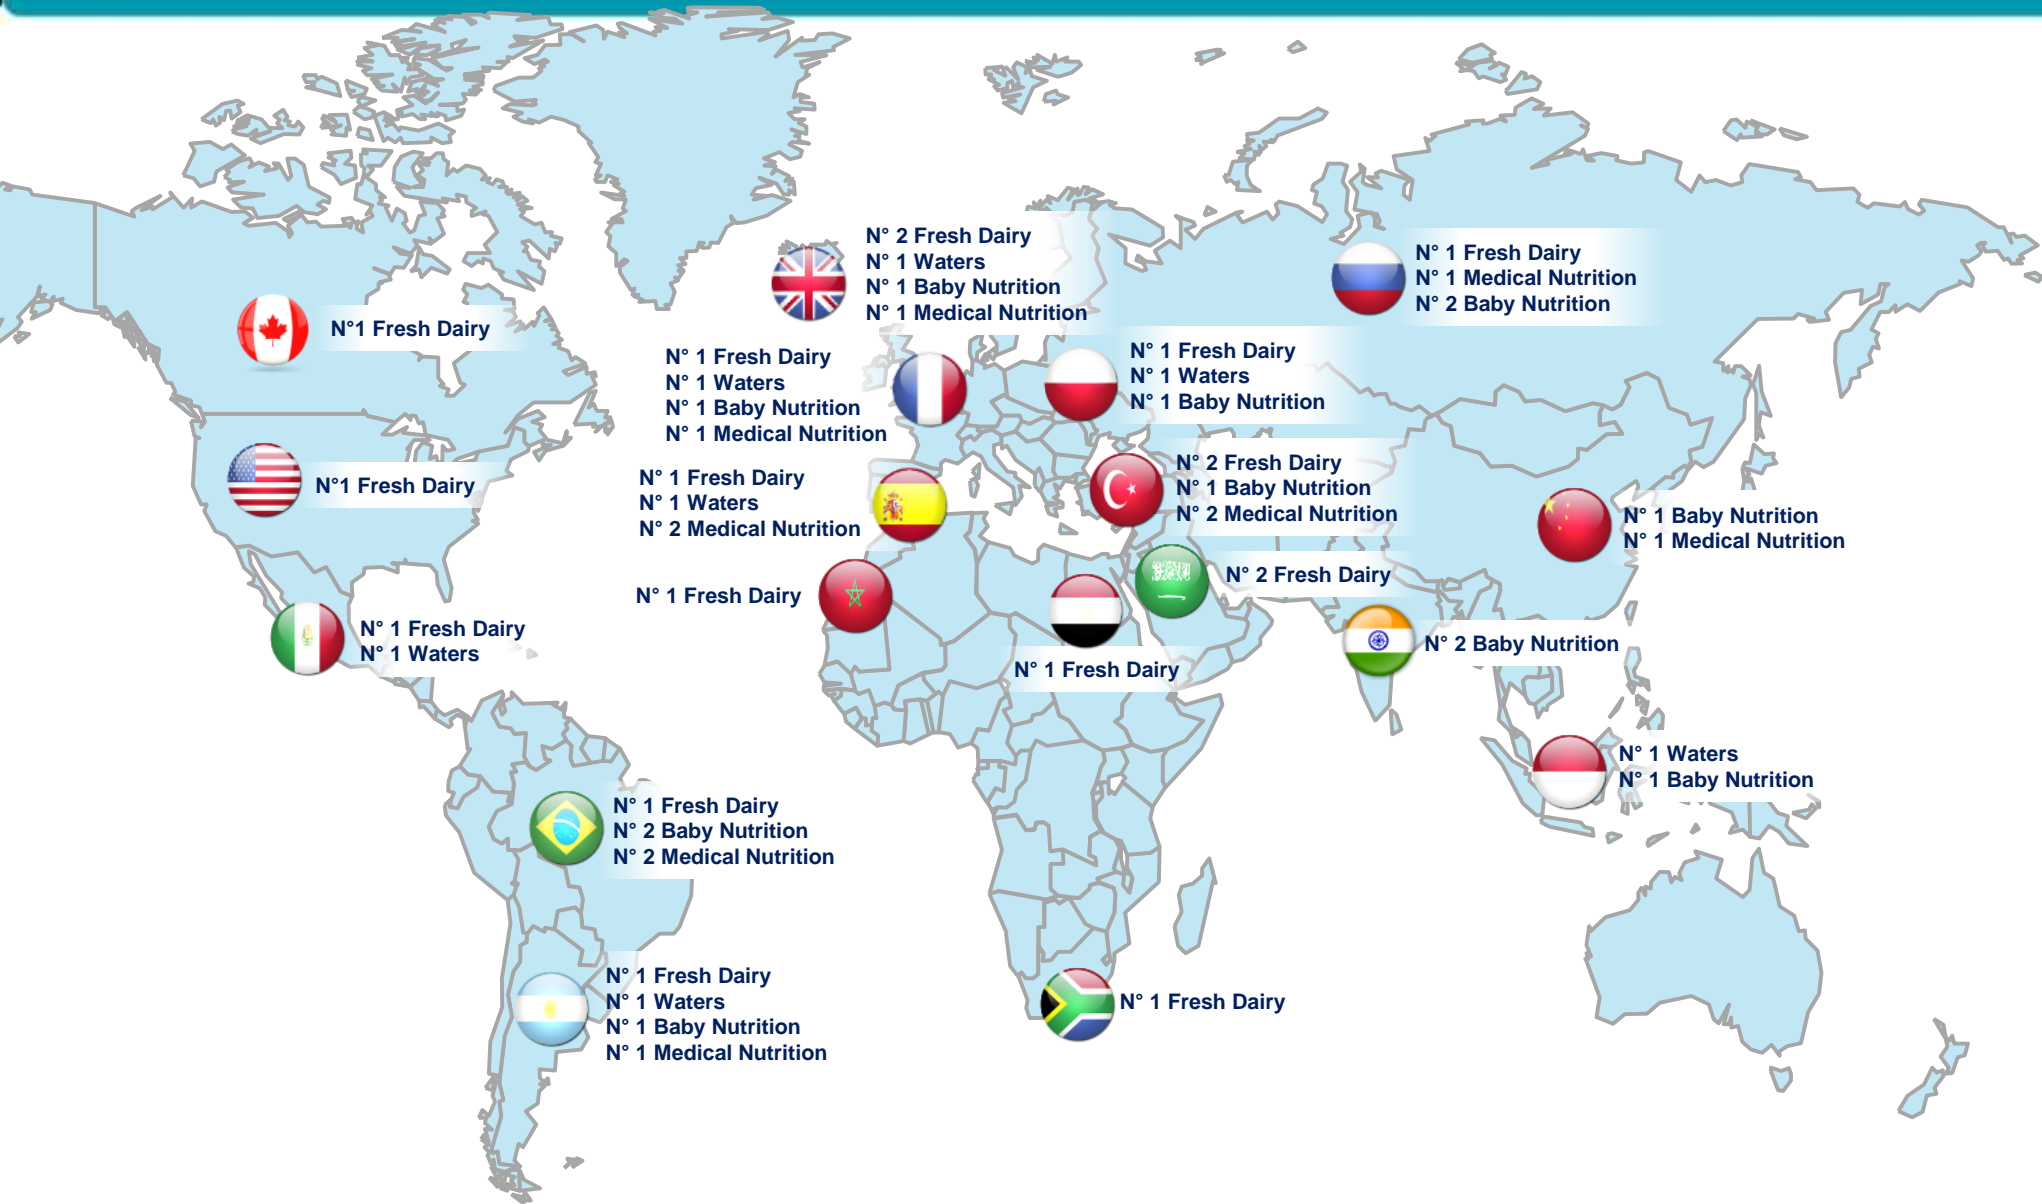 N° 2 Fresh Dairy
N° 1 Waters
N° 1 Baby Nutrition
N° 1 Medical Nutrition
N° 1 Fresh Dairy
N° 1 Medical Nutrition
N° 2 Baby Nutrition
N°1 Fresh Dairy
N° 1 Fresh Dairy
N° 1 Waters
N° 1 Baby Nutrition
N° 1 Medical Nutrition
N° 1 Fresh Dairy
N° 1 Waters
N° 1 Baby Nutrition
N°1 Fresh Dairy
N° 1 Fresh Dairy
N° 1 Waters
N° 2 Medical Nutrition
N° 2 Fresh Dairy
N° 1 Baby Nutrition
N° 2 Medical Nutrition
N° 1 Baby Nutrition
N° 1 Medical Nutrition
N° 1 Fresh Dairy
N° 2 Fresh Dairy
N° 1 Fresh Dairy
N° 1 Waters
N° 1 Fresh Dairy
N° 2 Baby Nutrition
N° 1 Waters
N° 1 Baby Nutrition
N° 1 Fresh Dairy
N° 2 Baby Nutrition
N° 2 Medical Nutrition
N° 1 Fresh Dairy
N° 1 Waters
N° 1 Baby Nutrition
N° 1 Medical Nutrition
N° 1 Fresh Dairy